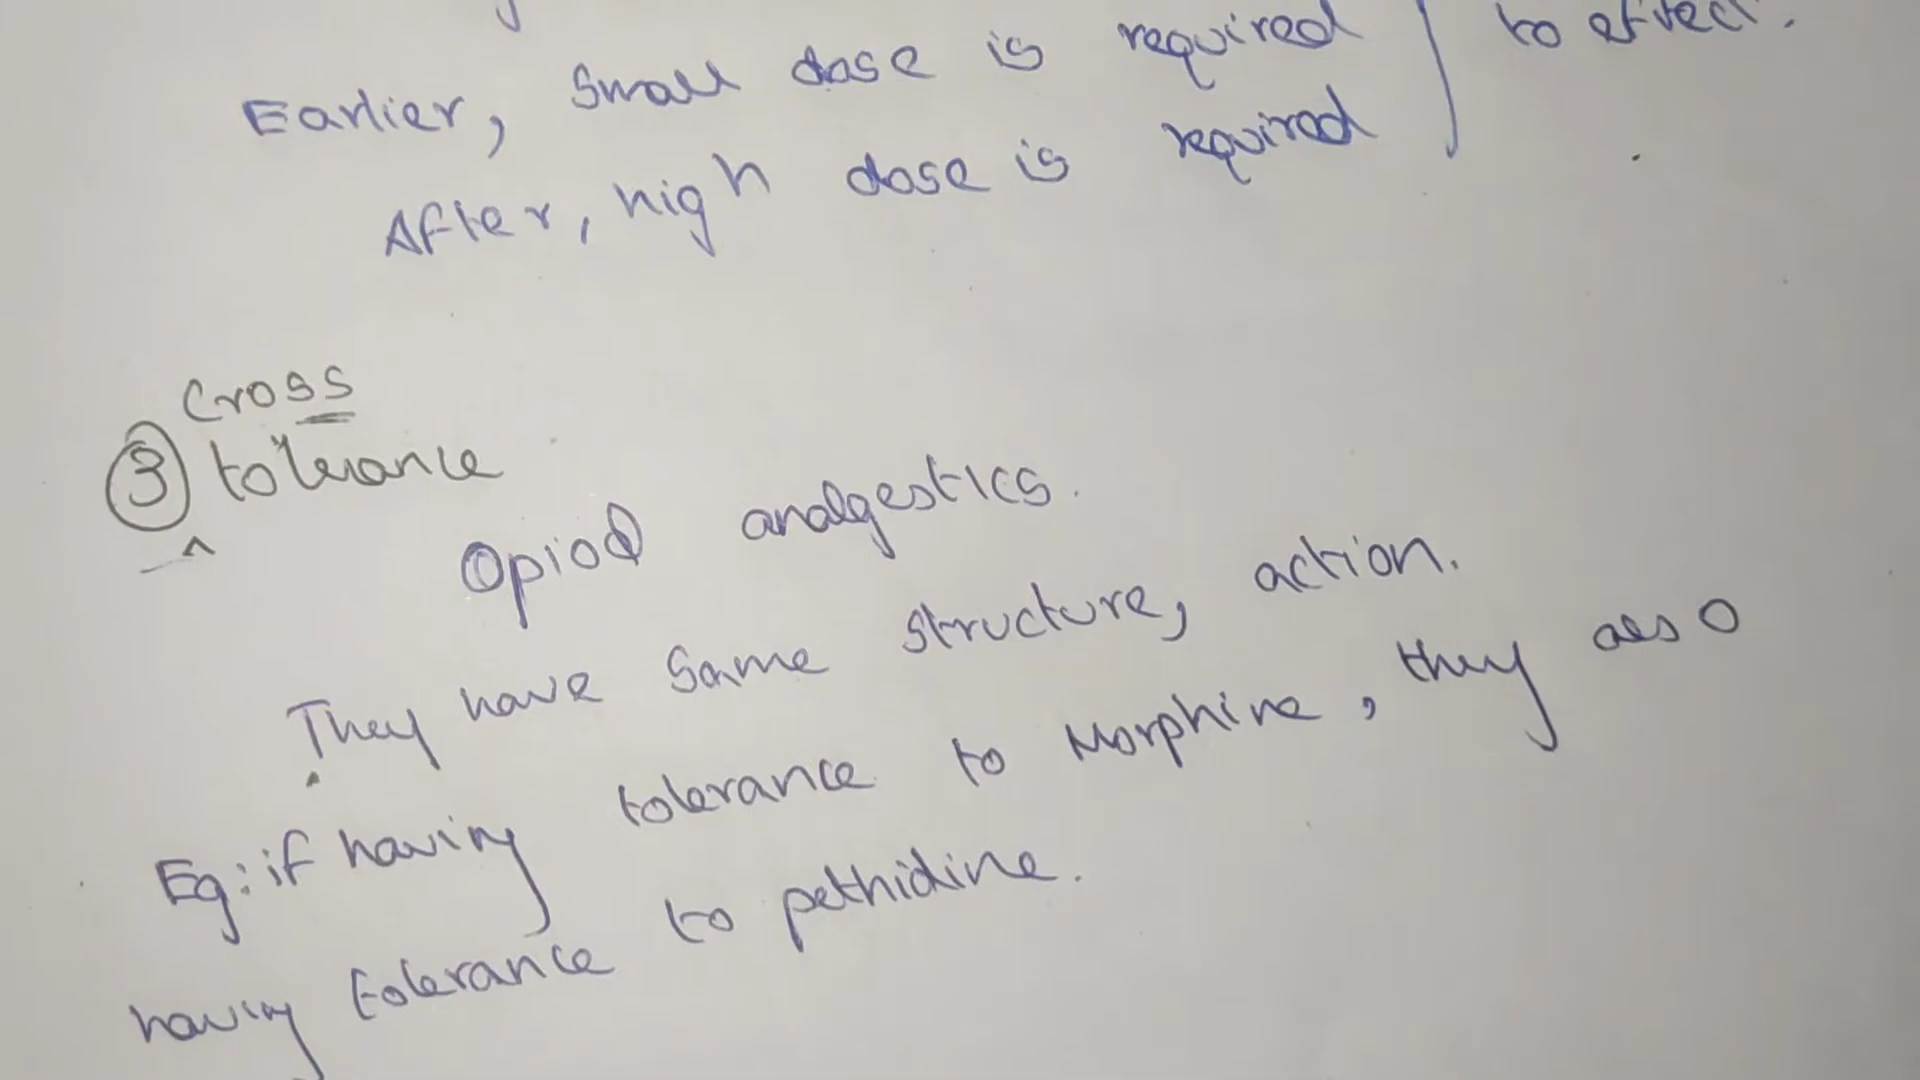 Earlier, Small dose is required
to effect.
After, high dose is required
Cross
③ tolerance
Opiod analgestics.
They have same structure, action.
Eg: if having tolerance to Morphine, they also
having tolerance to pethidine.